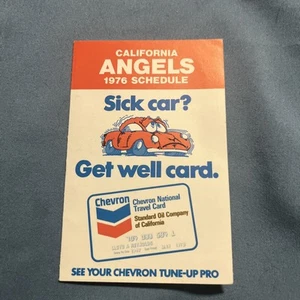 CALIFORNIA
ANGELS
1976 SCHEDULE
Sick car?
Get well card.
Chevron
Chevron National
Travel Card
Standard Oil Company
of California
SEE YOUR CHEVRON TUNE-UP PRO